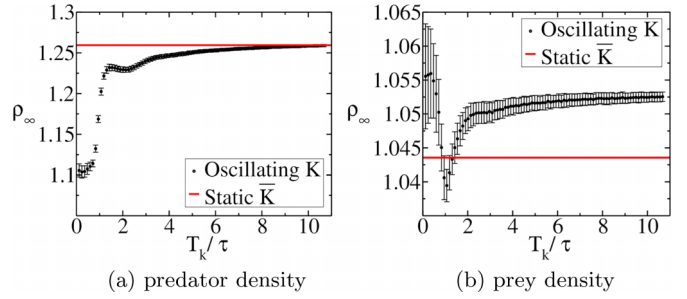 1.3
1.25
1.2
1.15
1.1
ρ∞
Oscillating K
Static K̅
0 2 4 6 8 10
Tk/τ
(a) predator density
1.065
1.06
1.055
1.05
1.045
1.04
ρ∞
Oscillating K
Static K̅
0 2 4 6 8 10
Tk/τ
(b) prey density